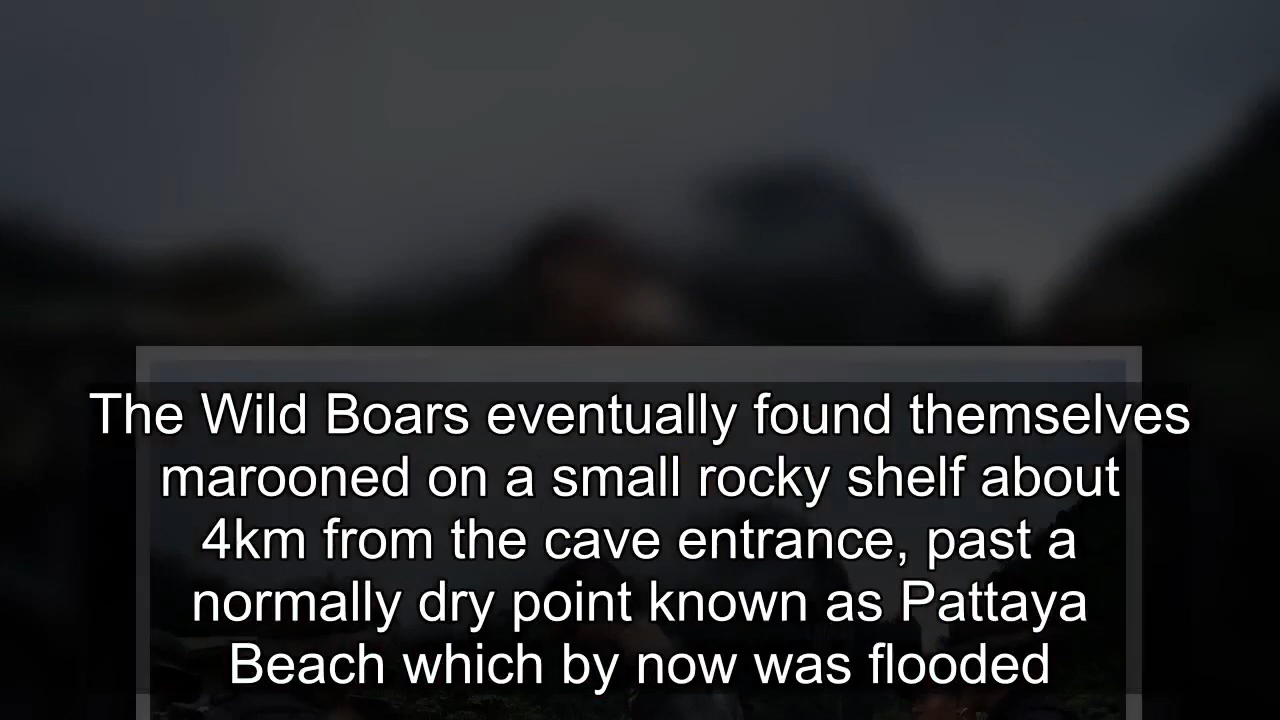 The Wild Boars eventually found themselves
marooned on a small rocky shelf about
4km from the cave entrance, past a
normally dry point known as Pattaya
Beach which by now was flooded